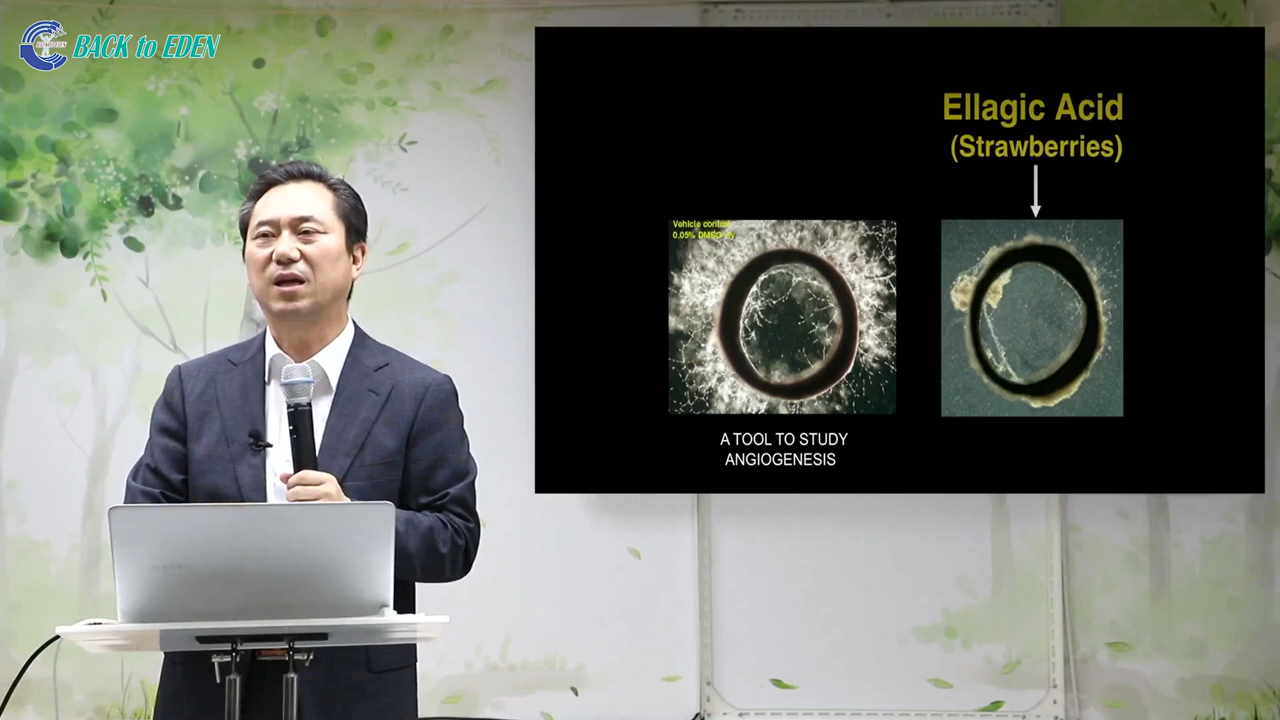 BACK to EDEN
Ellagic Acid
(Strawberries)
Vehicle control
0.05% DMSO
A TOOL TO STUDY
ANGIOGENESIS